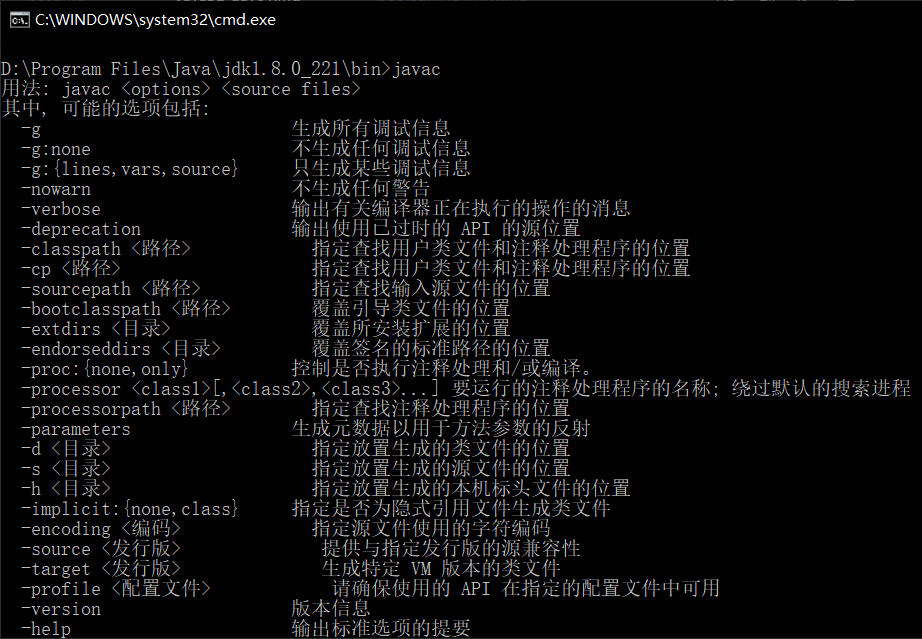 C:\WINDOWS\system32\cmd.exe
D:\Program Files\Java\jdk1.8.0_221\bin>javac
用法: javac <options> <source files>
其中, 可能的选项包括:
-g 生成所有调试信息
-g:none 不生成任何调试信息
-g:{lines,vars,source} 只生成某些调试信息
-nowarn 不生成任何警告
-verbose 输出有关编译器正在执行的操作的消息
-deprecation 输出使用已过时的 API 的源位置
-classpath <路径> 指定查找用户类文件和注释处理程序的位置
-cp <路径> 指定查找用户类文件和注释处理程序的位置
-sourcepath <路径> 指定查找输入源文件的位置
-bootclasspath <路径> 覆盖引导类文件的位置
-extdirs <目录> 覆盖所安装扩展的位置
-endorseddirs <目录> 覆盖签名的标准路径的位置
-proc:{none,only} 控制是否执行注释处理和/或编译。
-processor <class1>[,<class2>,<class3>...] 要运行的注释处理程序的名称; 绕过默认的搜索进程
-processorpath <路径> 指定查找注释处理程序的位置
-parameters 生成元数据以用于方法参数的反射
-d <目录> 指定放置生成的类文件的位置
-s <目录> 指定放置生成的源文件的位置
-h <目录> 指定放置生成的本机标头文件的位置
-implicit:{none,class} 指定是否为隐式引用文件生成类文件
-encoding <编码> 指定源文件使用的字符编码
-source <发行版> 提供与指定发行版的源兼容性
-target <发行版> 生成特定 VM 版本的类文件
-profile <配置文件> 请确保使用的 API 在指定的配置文件中可用
-version 版本信息
-help 输出标准选项的提要